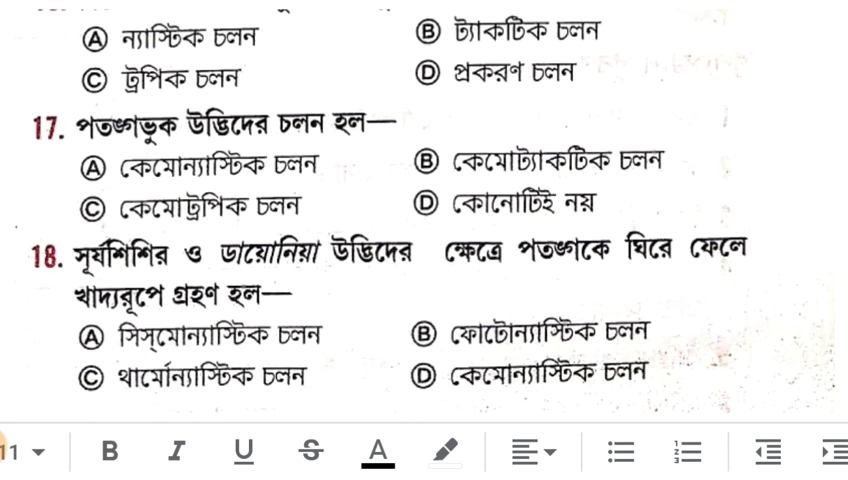 Ⓐ ন্যাস্টিক চলন Ⓑ ট্যাকটিক চলন
Ⓒ ট্রপিক চলন Ⓓ প্রকরণ চলন
17. পতঙ্গভুক উদ্ভিদের চলন হল—
Ⓐ কেমোন্যাস্টিক চলন Ⓑ কেমোট্যাকটিক চলন
Ⓒ কেমোট্রপিক চলন Ⓓ কোনোটিই নয়
18. সূর্যশিশির ও ডায়োনিয়া উদ্ভিদের ক্ষেত্রে পতঙ্গকে ঘিরে ফেলে
খাদ্যরূপে গ্রহণ হল—
Ⓐ সিস্‌মোন্যাস্টিক চলন Ⓑ ফোটোন্যাস্টিক চলন
Ⓒ থার্মোন্যাস্টিক চলন Ⓓ কেমোন্যাস্টিক চলন
11 B I U S A